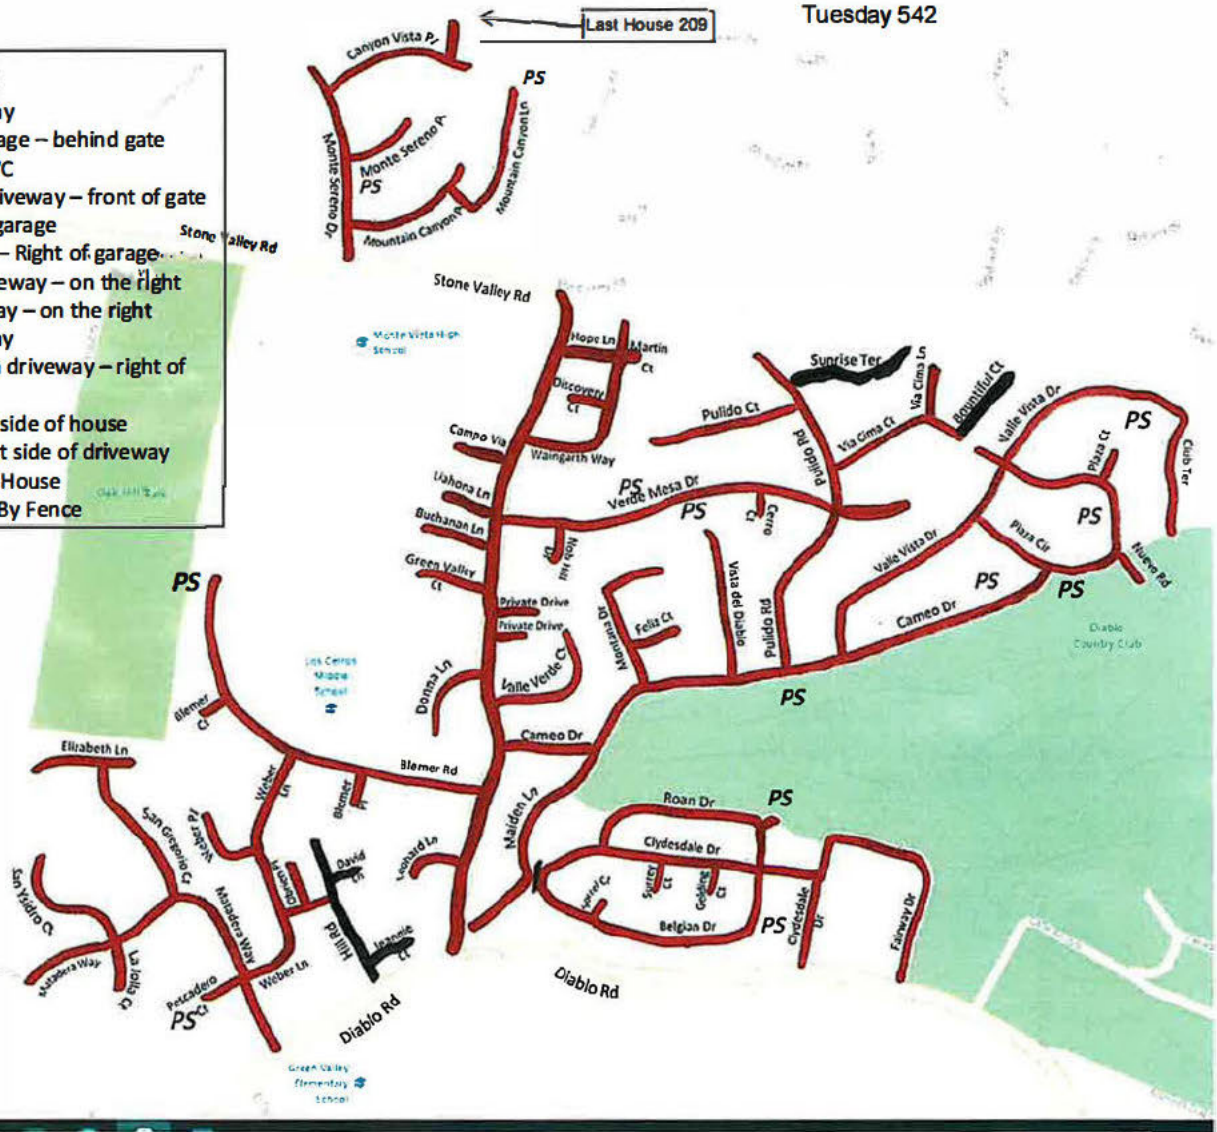 Last House 209
Tuesday 542
Canyon Vista Pl
PS
Monte Sereno Pl
PS
Monte Sereno Dr
Mountain Canyon Ln
Mountain Canyon Pl
ay
age – behind gate
/C
iveway – front of gate
garage
– Right of garage
eway – on the right
ay – on the right
ay
n driveway – right of
side of house
t side of driveway
House
By Fence
Stone Valley Rd
Oak Hill Park
Stone Valley Rd
Monte Vista High
School
Hope Ln
Martin
Ct
Discovery
Ct
Campo Via
Waingarth Way
Liahona Ln
Buchanan Ln
Green Valley
Ct
Sunrise Ter
Via Cima Ln
Bountiful Ct
Pulido Ct
Pulido Rd
Via Cima Ct
Valle Vista Dr
PS
Club Ter
Plaza Ct
PS
Verde Mesa Dr
PS
Cerro
Ct
Nob Hill
Dr
PS
Plaza Cir
Nuevo Rd
Valle Vista Dr
PS
PS
Cameo Dr
Private Drive
Private Drive
Montana Dr
Feliz Ct
Vista del Diablo
Pulido Rd
PS
Diablo
Country Club
PS
Los Cerros
Middle
School
Donna Ln
Valle Verde Ct
Blemer
Ct
Cameo Dr
Elizabeth Ln
Blemer Rd
Weber
Ln
Blemer
Pl
Maiden Ln
Roan Dr
PS
San Gregorio Ct
Weber Pl
Leonard Ln
Clydesdale Dr
David
Ln
Obrien Pl
Sorrel Ct
Surrey
Ct
Gelding
Ct
San Ysidro Ct
Matadera Way
Hill Rd
Jeannie
Ct
Belgian Dr
PS
Clydesdale
Dr
Fairway Dr
Matadera Way
La Jolla Ct
Pescadero
Ct
PS
Weber Ln
Diablo Rd
Diablo Rd
Green Valley
Elementary
School